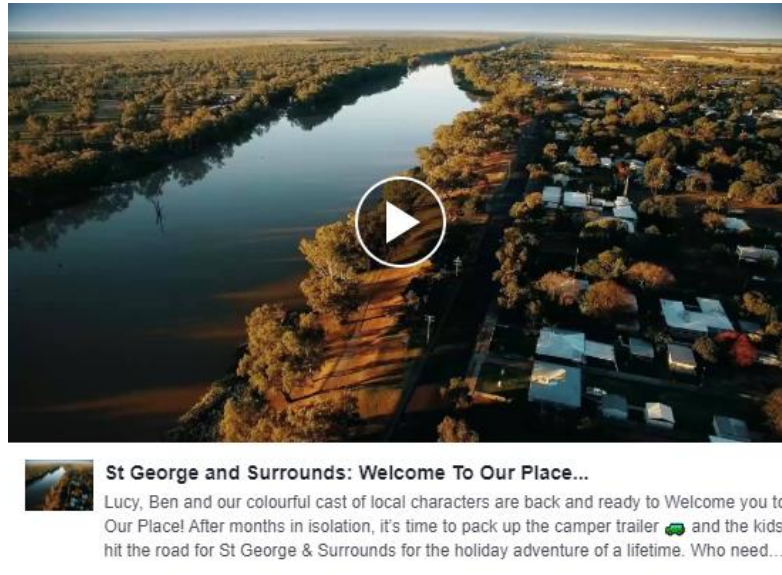 St George and Surrounds: Welcome To Our Place...
Lucy, Ben and our colourful cast of local characters are back and ready to Welcome you to
Our Place! After months in isolation, it's time to pack up the camper trailer 🚙 and the kids
hit the road for St George & Surrounds for the holiday adventure of a lifetime. Who need...